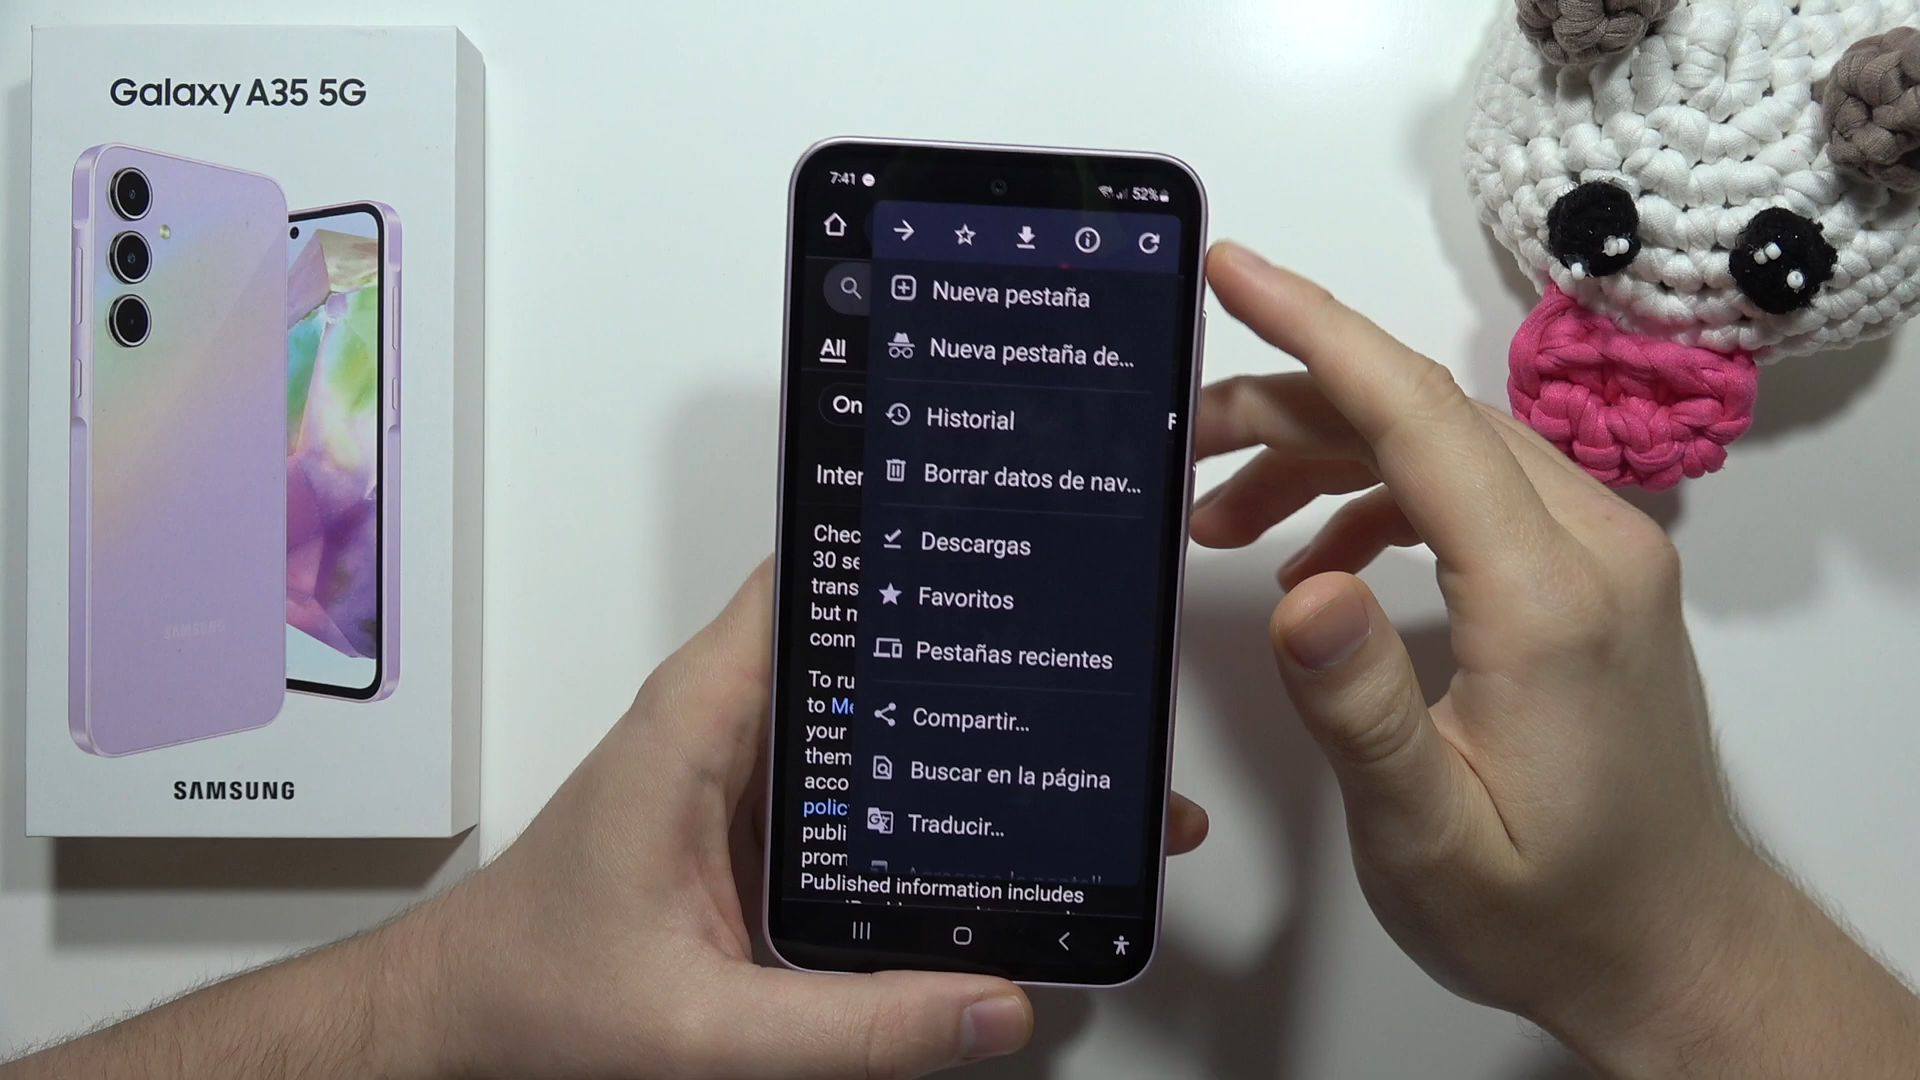 Galaxy A35 5G
SAMSUNG
SAMSUNG
7:41
52%
Nueva pestaña
Nueva pestaña de...
All
Historial
On
F
Borrar datos de nav...
Inter
Descargas
Chec
30 se
Favoritos
trans
but m
conn
Pestañas recientes
To ru
to Me
Compartir...
your
them
Buscar en la página
acco
polic
Traducir...
publi
prom
Published information includes